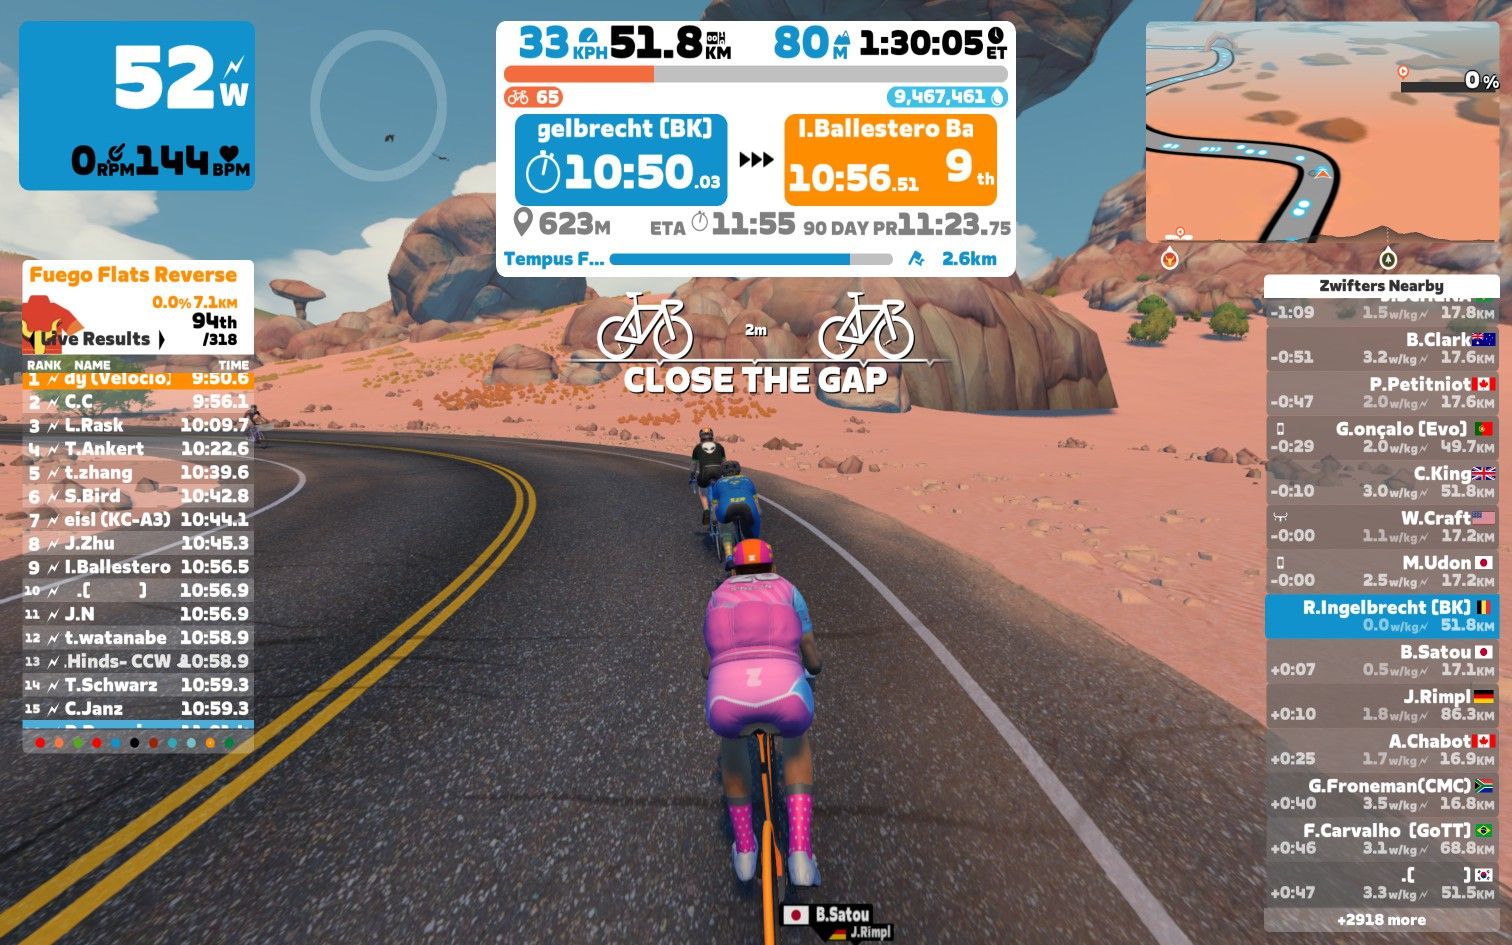 52W
0RPM 144BPM
33KPH 51.8KM 80M 1:30:05ET
65 9,467,461
gelbrecht (BK) I.Ballestero Ba
10:50.03 10:56.51 9th
623M ETA 11:55 90 DAY PR 11:23.75
Tempus F... 2.6km
2m
CLOSE THE GAP
0%
Fuego Flats Reverse
0.0% 7.1KM
94th
/318
Live Results
RANK NAME TIME
1 dy (Velocio) 9:50.6
2 C.C 9:56.1
3 L.Rask 10:09.7
4 T.Ankert 10:22.6
5 t.zhang 10:39.6
6 S.Bird 10:42.8
7 eisl (KC-A3) 10:44.1
8 J.Zhu 10:45.3
9 I.Ballestero 10:56.5
10 .( ) 10:56.9
11 J.N 10:56.9
12 t.watanabe 10:58.9
13 .Hinds- CCW 10:58.9
14 T.Schwarz 10:59.3
15 C.Janz 10:59.3
Zwifters Nearby
-1:09 1.5w/kg 17.8KM
B.Clark
-0:51 3.2w/kg 17.6KM
P.Petitniot
-0:47 2.0w/kg 17.6KM
G.onçalo (Evo)
-0:29 2.0w/kg 49.7KM
C.King
-0:10 3.0w/kg 51.8KM
W.Craft
-0:00 1.1w/kg 17.2KM
M.Udon
-0:00 2.5w/kg 17.2KM
R.Ingelbrecht (BK)
0.0w/kg 51.8KM
B.Satou
+0:07 0.5w/kg 17.1KM
J.Rimpl
+0:10 1.8w/kg 86.3KM
A.Chabot
+0:25 1.7w/kg 16.9KM
G.Froneman(CMC)
+0:40 3.5w/kg 16.8KM
F.Carvalho (GoTT)
+0:46 3.1w/kg 68.8KM
.( )
+0:47 3.3w/kg 51.5KM
+2918 more
B.Satou
J.Rimpl